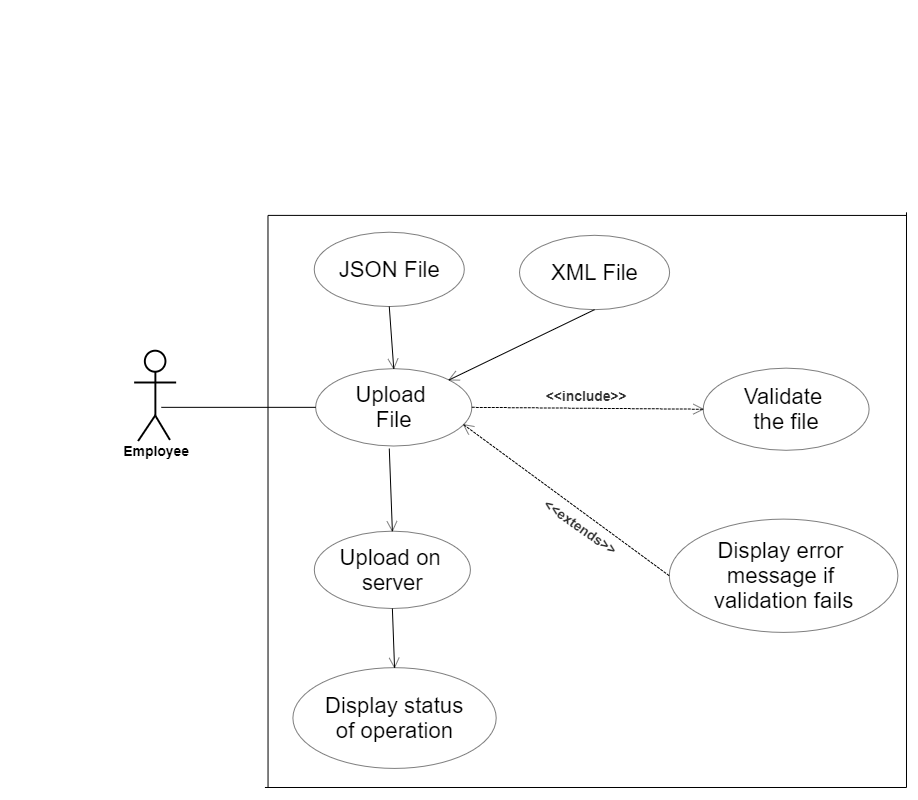 JSON File
XML File
Upload
File
<<include>>
Validate
the file
Employee
<<extends>>
Upload on
server
Display error
message if
validation fails
Display status
of operation